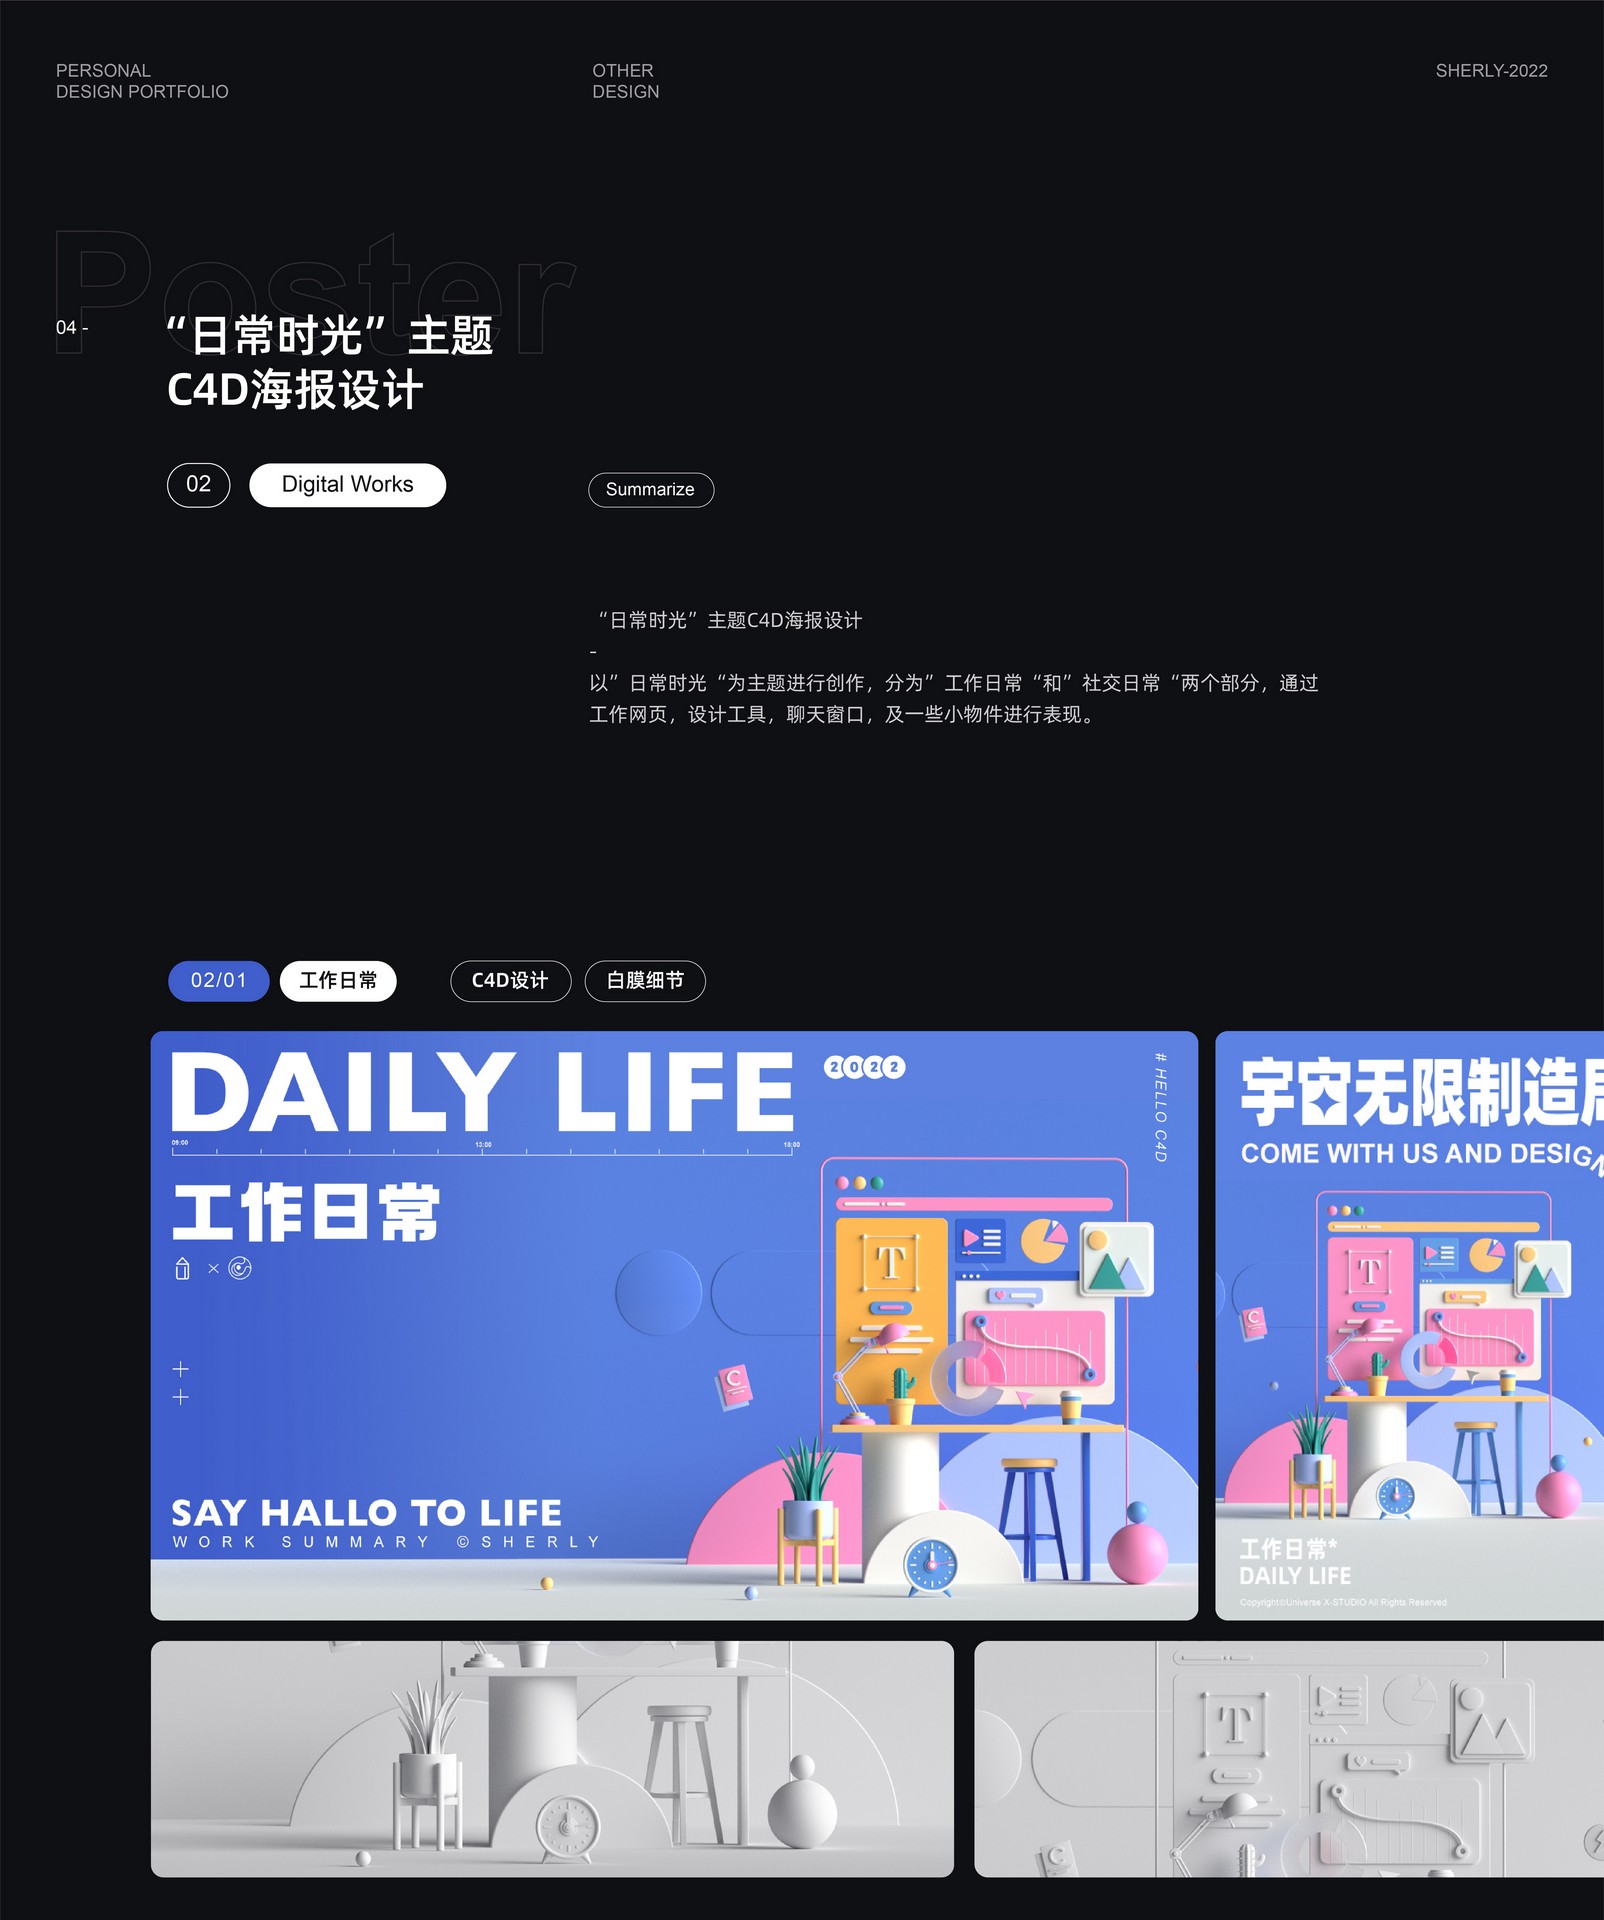 PERSONAL
DESIGN PORTFOLIO
OTHER
DESIGN
SHERLY-2022
Poster
04 -
“日常时光”主题
C4D海报设计
02
Digital Works
Summarize
“日常时光”主题C4D海报设计
-
以”日常时光“为主题进行创作，分为”工作日常“和”社交日常“两个部分，通过
工作网页，设计工具，聊天窗口，及一些小物件进行表现。
02/01
工作日常
C4D设计
白膜细节
DAILY LIFE
2022
# HELLO C4D
09:00
13:00
18:00
工作日常
T
C
SAY HALLO TO LIFE
WORK SUMMARY ©SHERLY
宇宙无限制造局
COME WITH US AND DESIGN
T
C
工作日常*
DAILY LIFE
Copyright©Universe X-STUDIO All Rights Reserved
T
C